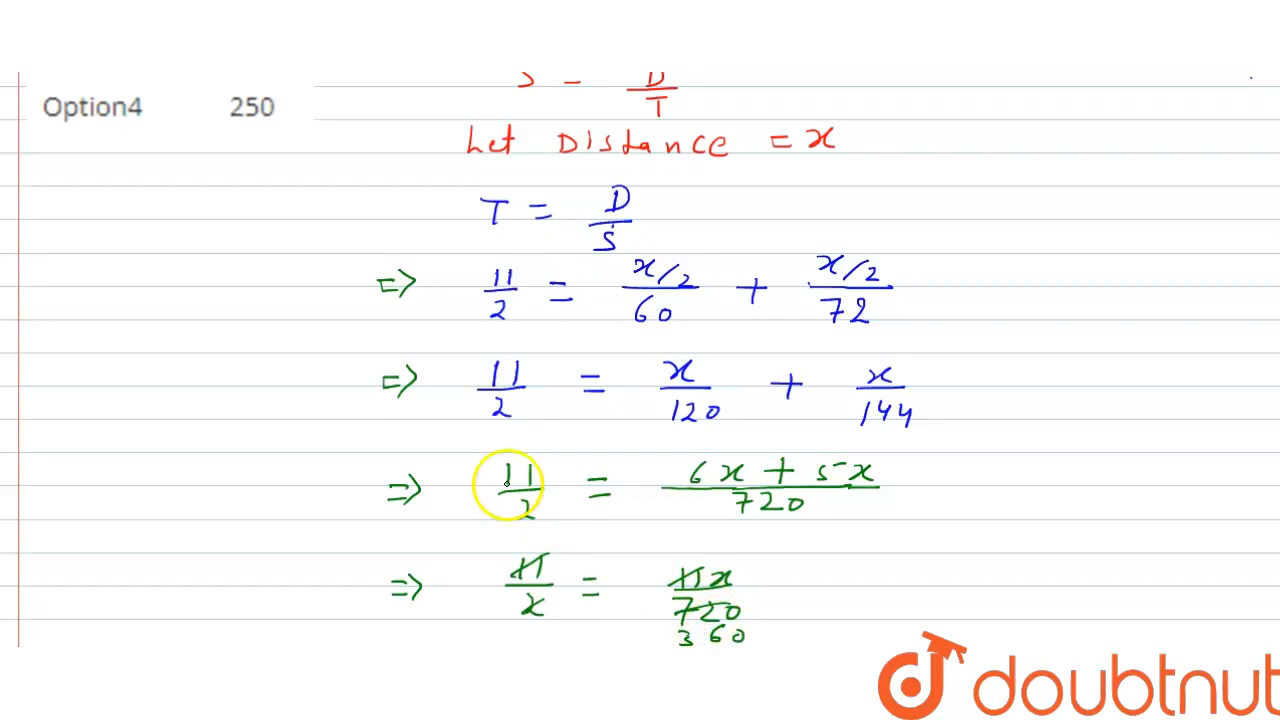 Option4 250
S = D/T
Let Distance = x
T = D/S
=> 11/2 = x/2/60 + x/2/72
=> 11/2 = x/120 + x/144
=> 11/2 = 6x + 5x/720
=> 11/2 = 11x/720
360
doubtnut